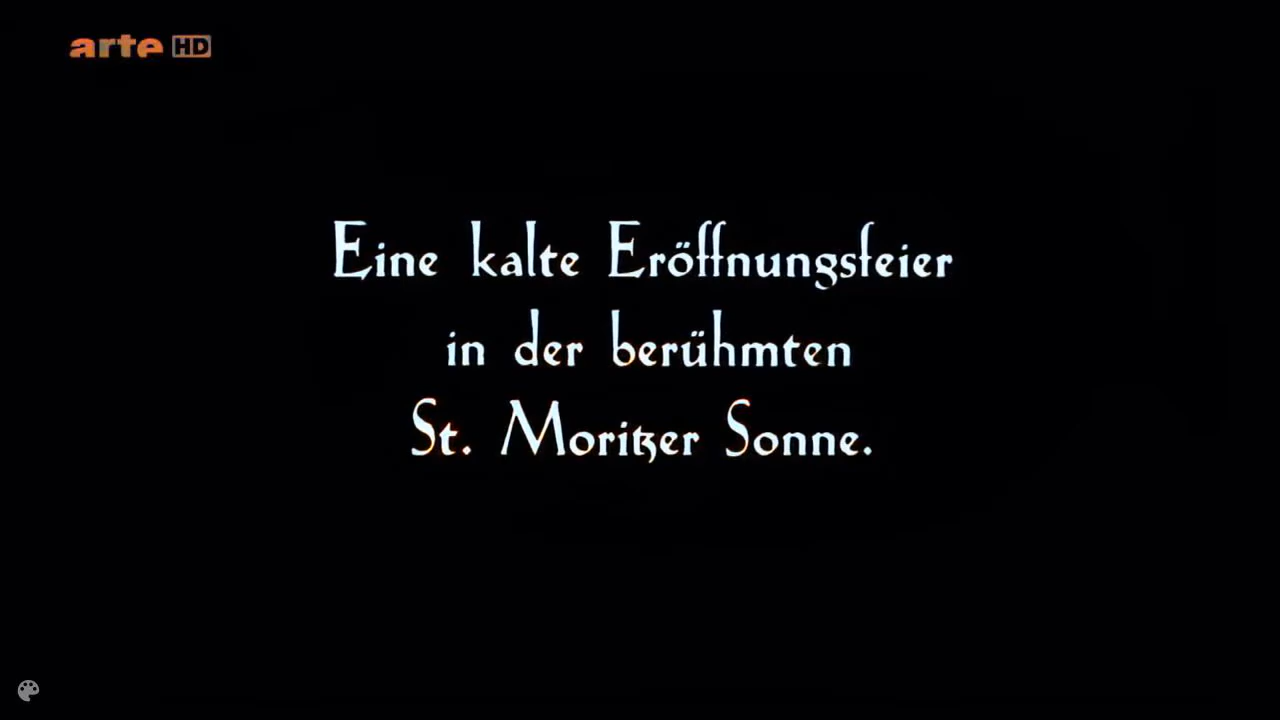 arte HD
Eine kalte Eröffnungsfeier
in der berühmten
St. Moritzer Sonne.